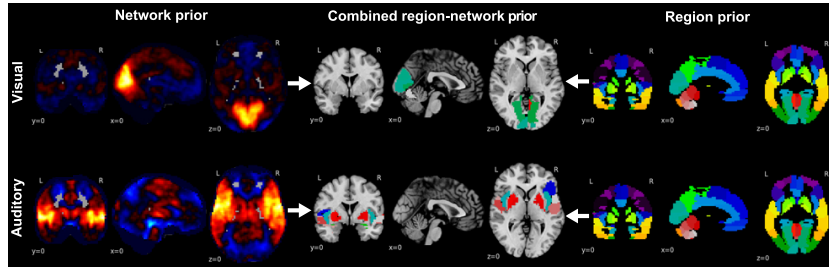 Network prior
Combined region-network prior
Region prior
Visual
L R L R L R L R L R L R
y=0 x=0 z=0 y=0 x=0 z=0 y=0 x=0 z=0
Auditory
L R L R L R L R L R L R
y=0 x=0 z=0 y=0 x=0 z=0 y=0 x=0 z=0